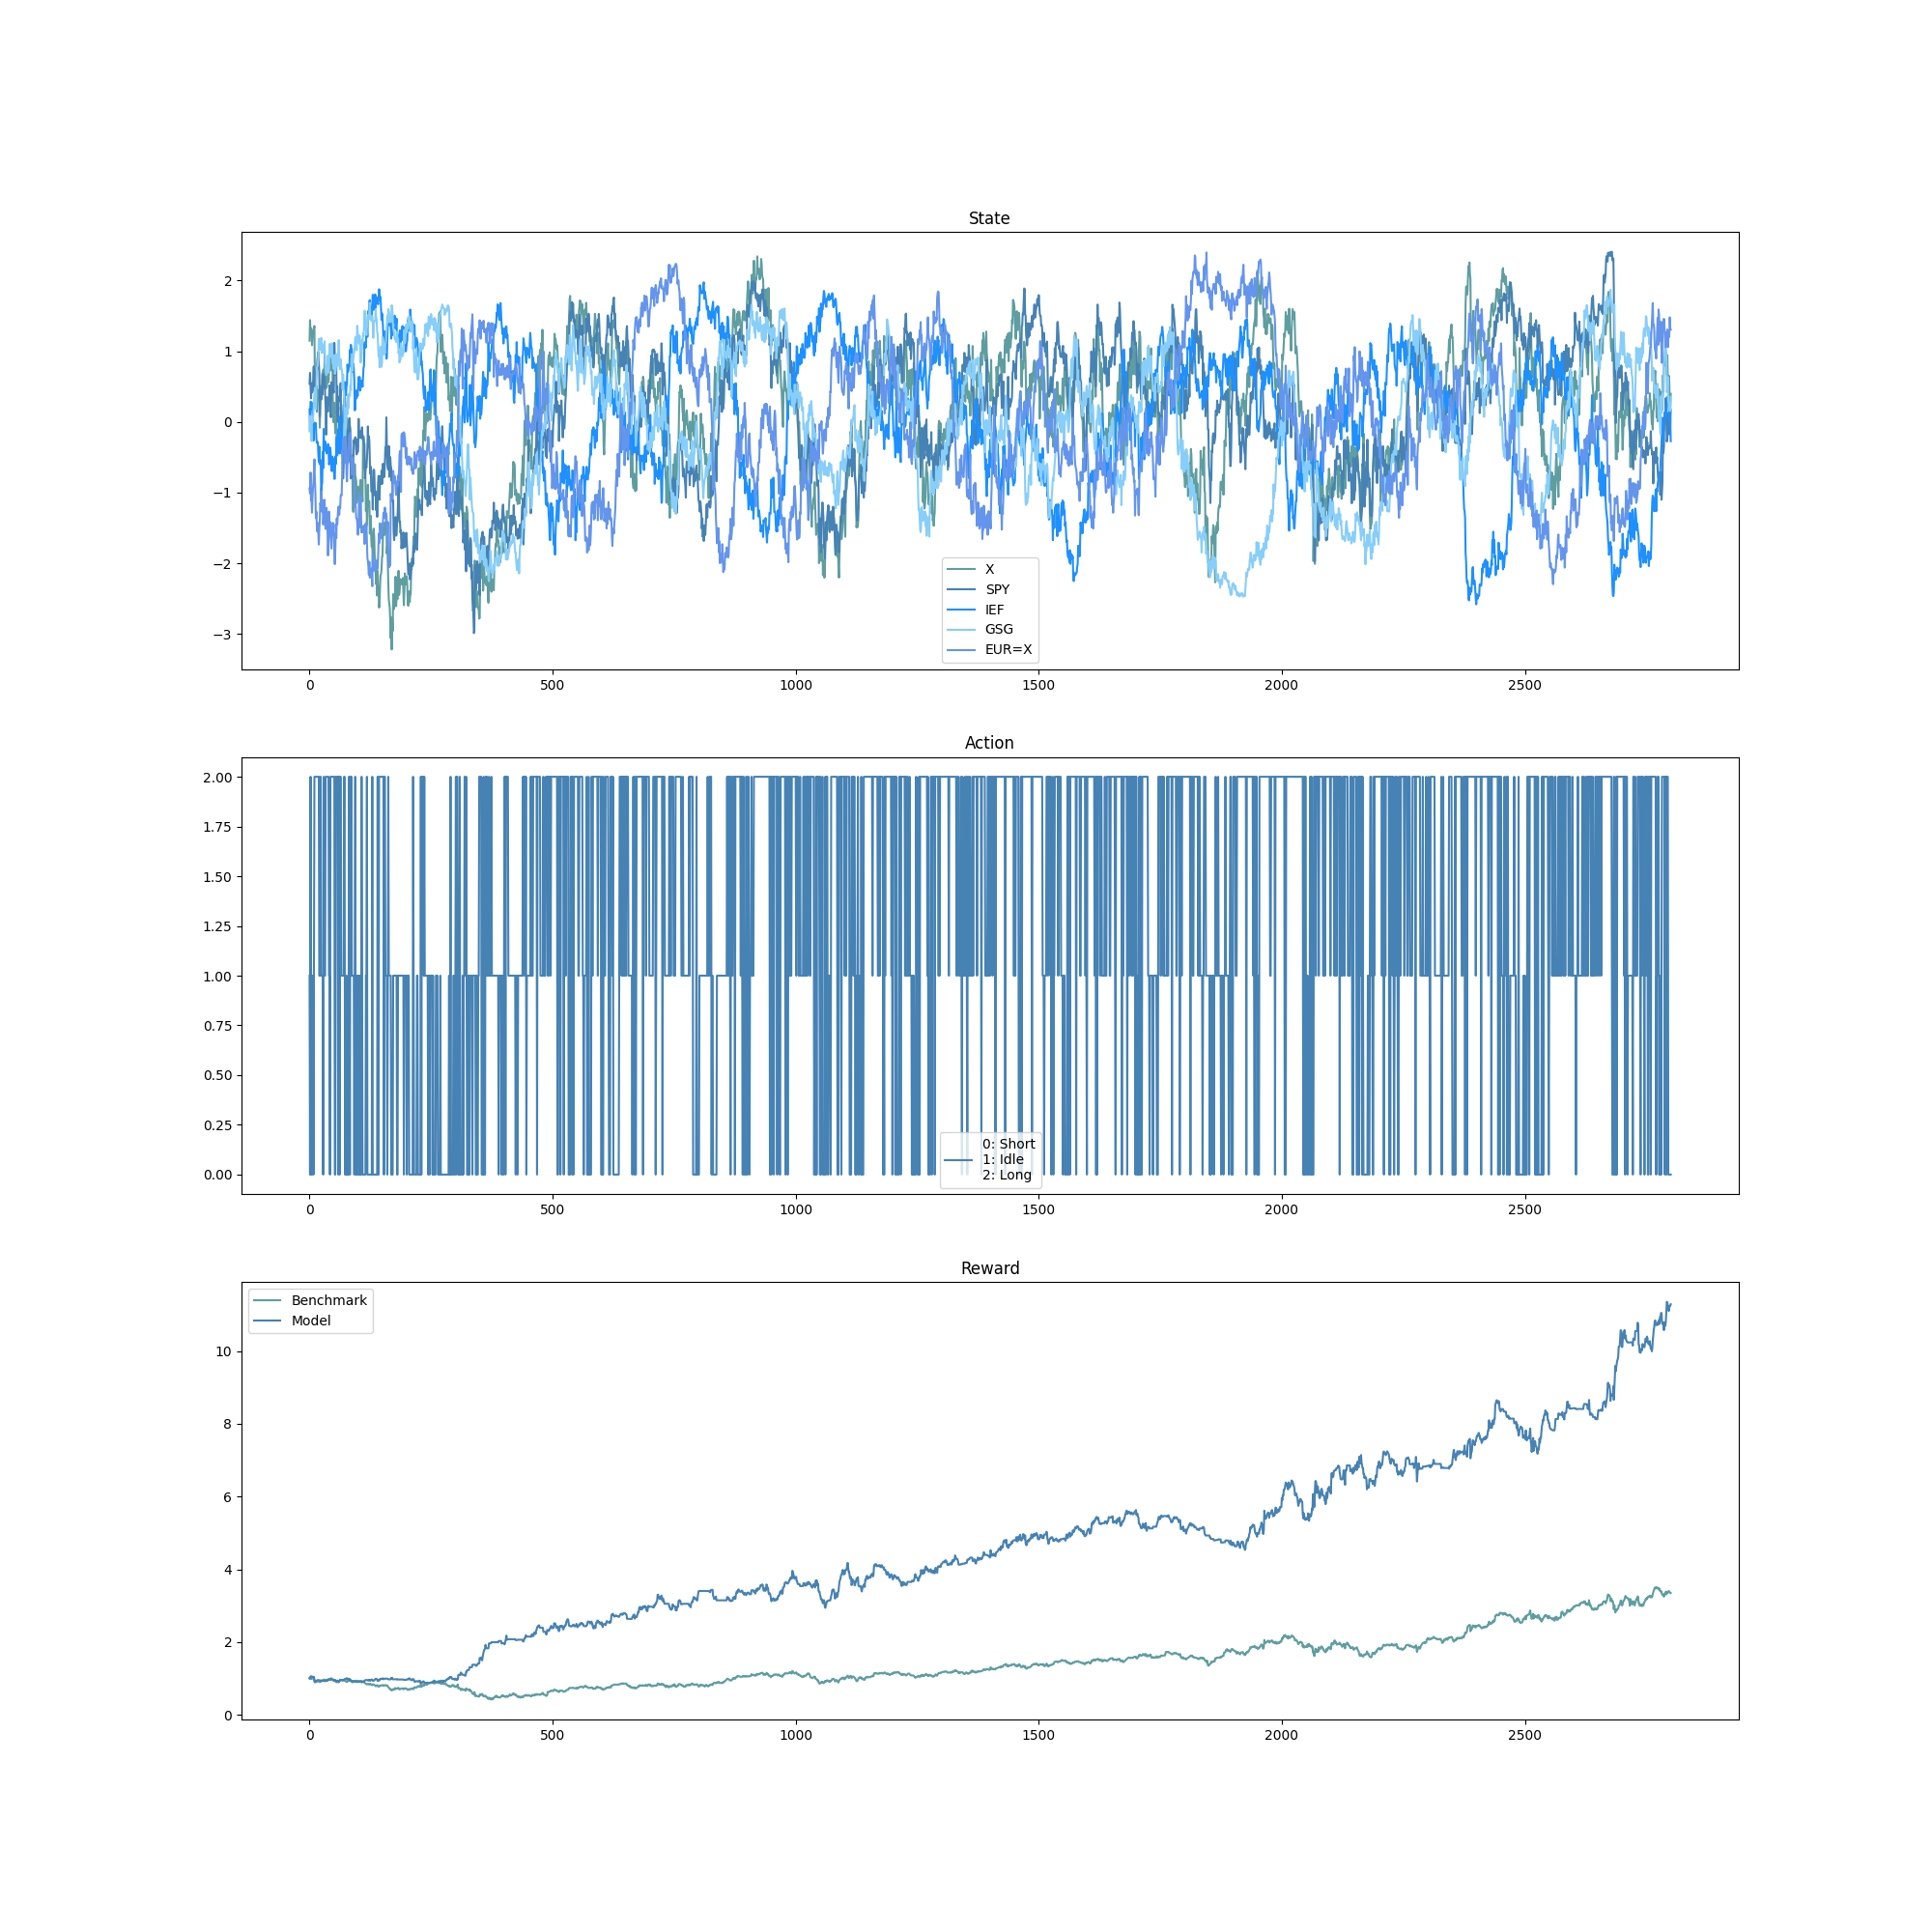 State
2
1
0
−1
−2
−3
X
SPY
IEF
GSG
EUR=X
0 500 1000 1500 2000 2500
Action
2.00
1.75
1.50
1.25
1.00
0.75
0.50
0.25
0.00
0: Short
1: Idle
2: Long
0 500 1000 1500 2000 2500
Reward
Benchmark
Model
10
8
6
4
2
0
0 500 1000 1500 2000 2500